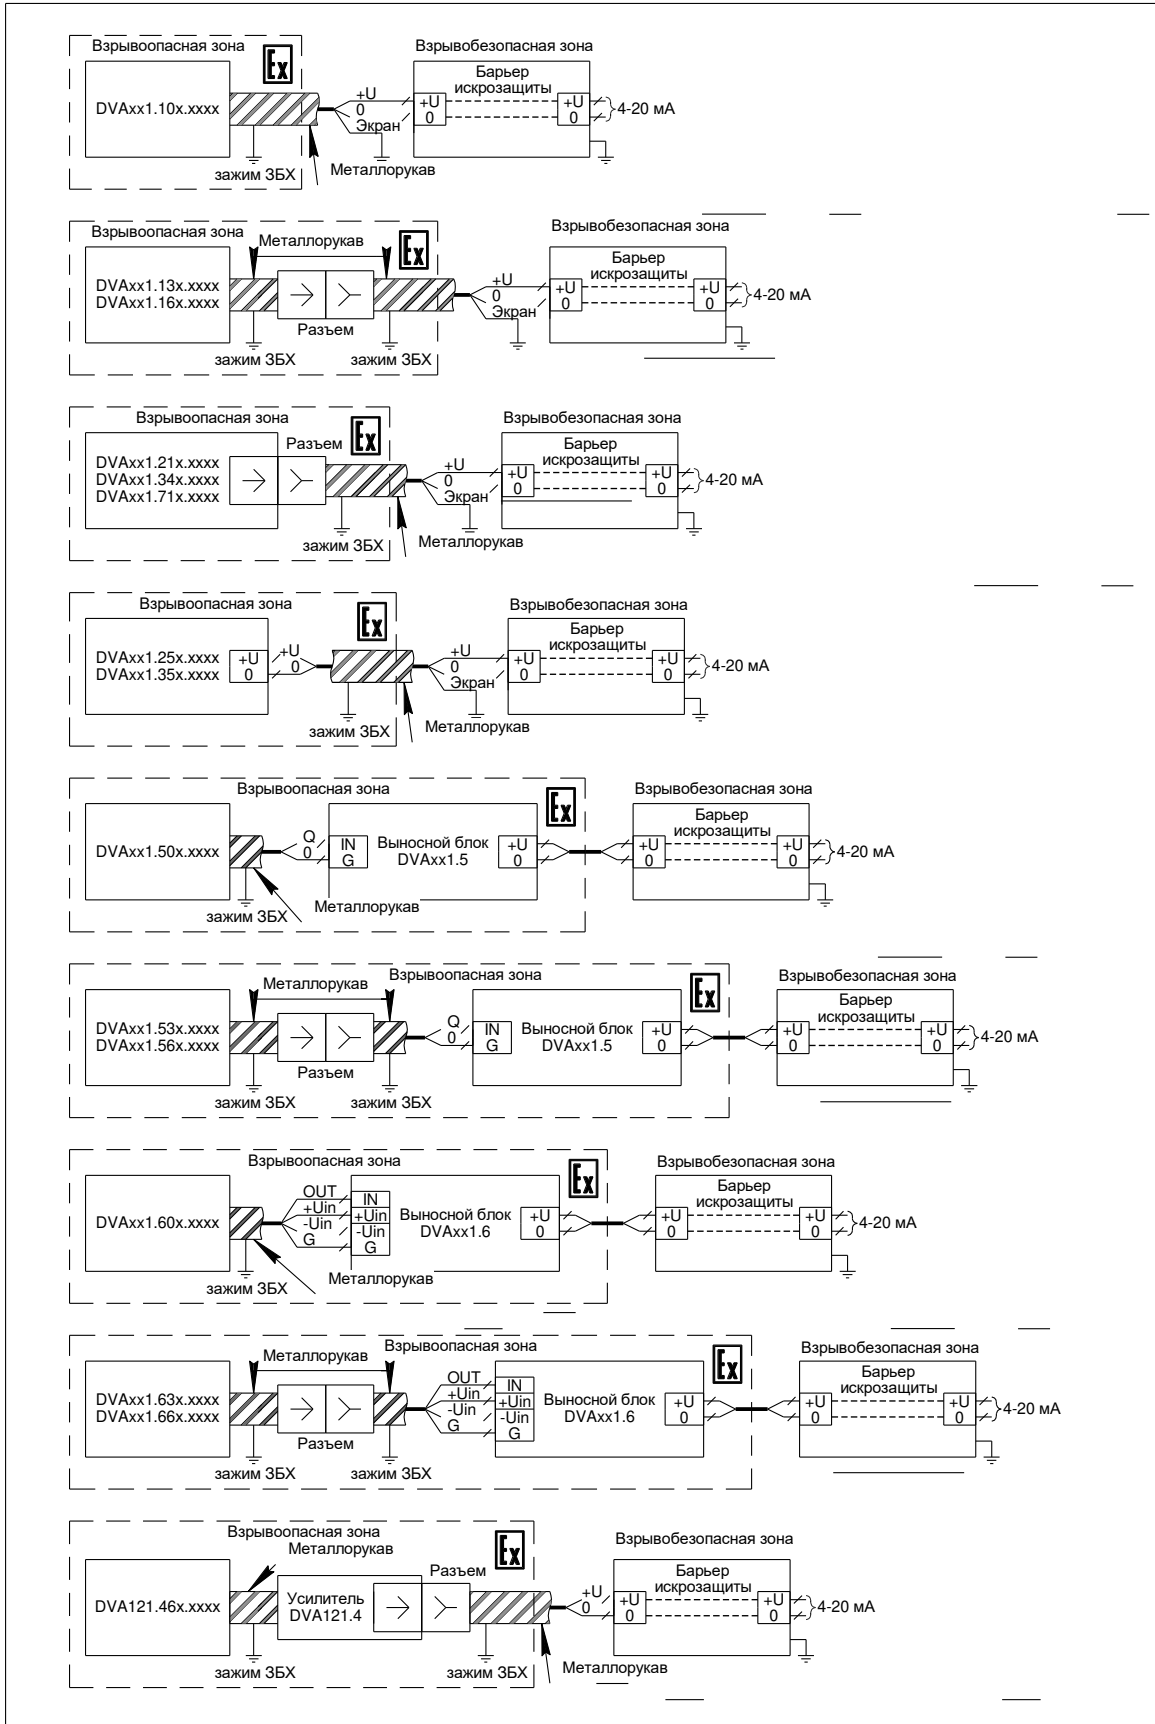 Взрывоопасная зона
Ex
Взрывобезопасная зона
DVAxx1.10x.xxxx
+U
0
Экран
Барьер
искрозащиты
+U
0
+U
0
4-20 мА
зажим ЗБХ
Металлорукав
Взрывоопасная зона
Металлорукав
Ex
Взрывобезопасная зона
DVAxx1.13x.xxxx
DVAxx1.16x.xxxx
Разъем
+U
0
Экран
Барьер
искрозащиты
+U
0
+U
0
4-20 мА
зажим ЗБХ
зажим ЗБХ
Взрывоопасная зона
Разъем
Ex
Взрывобезопасная зона
DVAxx1.21x.xxxx
DVAxx1.34x.xxxx
DVAxx1.71x.xxxx
+U
0
Экран
Барьер
искрозащиты
+U
0
+U
0
4-20 мА
зажим ЗБХ
Металлорукав
Взрывоопасная зона
Ex
Взрывобезопасная зона
DVAxx1.25x.xxxx
DVAxx1.35x.xxxx
+U
0
+U
0
+U
0
Экран
Барьер
искрозащиты
+U
0
+U
0
4-20 мА
зажим ЗБХ
Металлорукав
Взрывоопасная зона
Ex
Взрывобезопасная зона
DVAxx1.50x.xxxx
Q
0
IN
G
Выносной блок
DVAxx1.5
+U
0
Барьер
искрозащиты
+U
0
+U
0
4-20 мА
зажим ЗБХ
Металлорукав
Взрывоопасная зона
Металлорукав
Ex
Взрывобезопасная зона
DVAxx1.53x.xxxx
DVAxx1.56x.xxxx
Разъем
Q
0
IN
G
Выносной блок
DVAxx1.5
+U
0
Барьер
искрозащиты
+U
0
+U
0
4-20 мА
зажим ЗБХ
зажим ЗБХ
Взрывоопасная зона
Ex
Взрывобезопасная зона
DVAxx1.60x.xxxx
OUT
+Uin
-Uin
G
IN
+Uin
-Uin
G
Выносной блок
DVAxx1.6
+U
0
Барьер
искрозащиты
+U
0
+U
0
4-20 мА
зажим ЗБХ
Металлорукав
Взрывоопасная зона
Металлорукав
Ex
Взрывобезопасная зона
DVAxx1.63x.xxxx
DVAxx1.66x.xxxx
Разъем
OUT
+Uin
-Uin
G
IN
+Uin
-Uin
G
Выносной блок
DVAxx1.6
+U
0
Барьер
искрозащиты
+U
0
+U
0
4-20 мА
зажим ЗБХ
зажим ЗБХ
Взрывоопасная зона
Металлорукав
Ex
Взрывобезопасная зона
DVA121.46x.xxxx
Усилитель
DVA121.4
Разъем
+U
0
Барьер
искрозащиты
+U
0
+U
0
4-20 мА
зажим ЗБХ
зажим ЗБХ
Металлорукав